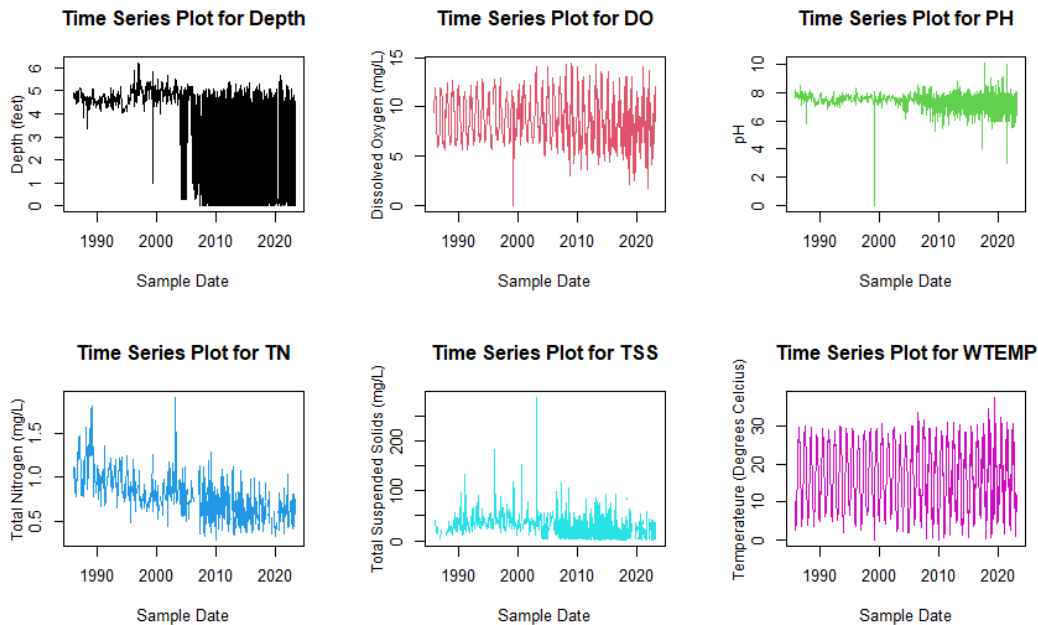 Time Series Plot for Depth
Depth (feet)
0
1
2
3
4
5
6
1990
2000
2010
2020
Sample Date
Time Series Plot for DO
Dissolved Oxygen (mg/L)
0
5
10
15
1990
2000
2010
2020
Sample Date
Time Series Plot for PH
pH
0
2
4
6
8
10
1990
2000
2010
2020
Sample Date
Time Series Plot for TN
Total Nitrogen (mg/L)
0.5
1.0
1.5
1990
2000
2010
2020
Sample Date
Time Series Plot for TSS
Total Suspended Solids (mg/L)
0
50
100
200
1990
2000
2010
2020
Sample Date
Time Series Plot for WTEMP
Temperature (Degrees Celcius)
0
10
20
30
1990
2000
2010
2020
Sample Date